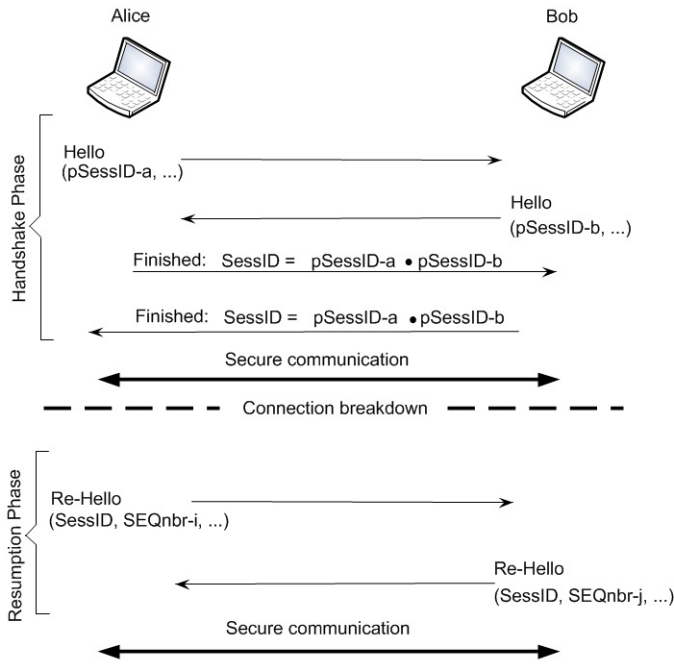 Alice
Bob
Handshake Phase
Hello
(pSessID-a, ...)
Hello
(pSessID-b, ...)
Finished: SessID = pSessID-a • pSessID-b
Finished: SessID = pSessID-a • pSessID-b
Secure communication
Connection breakdown
Resumption Phase
Re-Hello
(SessID, SEQnbr-i, ...)
Re-Hello
(SessID, SEQnbr-j, ...)
Secure communication